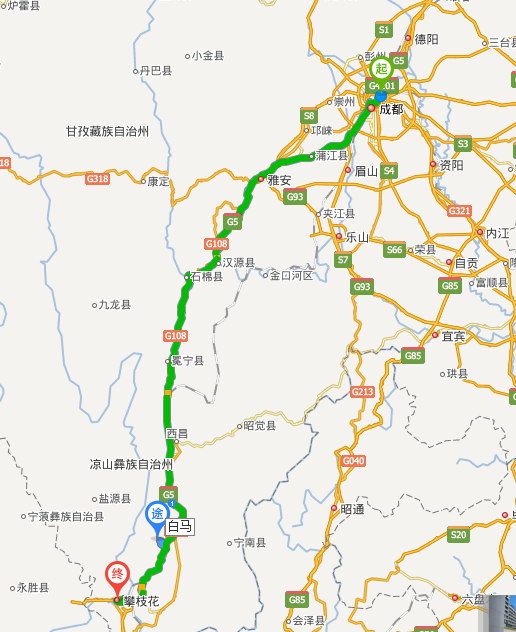 炉霍县
S1
德阳
三台县
小金县
彭州
G5
丹巴县
起
G4
01
崇州
成都
S8
甘孜藏族自治州
邛崃
S3
蒲江县
资阳
G318
康定
雅安
眉山
S4
G93
G5
夹江县
G321
内江
G108
乐山
S66
荣县
汉源县
S7
自贡
石棉县
金口河区
G93
G85
富顺县
九龙县
G108
宜宾
冕宁县
G85
珙县
G213
西昌
昭觉县
凉山彝族自治州
G040
盐源县
G5
昭通
宁蒗彝族自治县
途
白马
S20
宁南县
终
永胜县
攀枝花
G85
六盘
会泽县